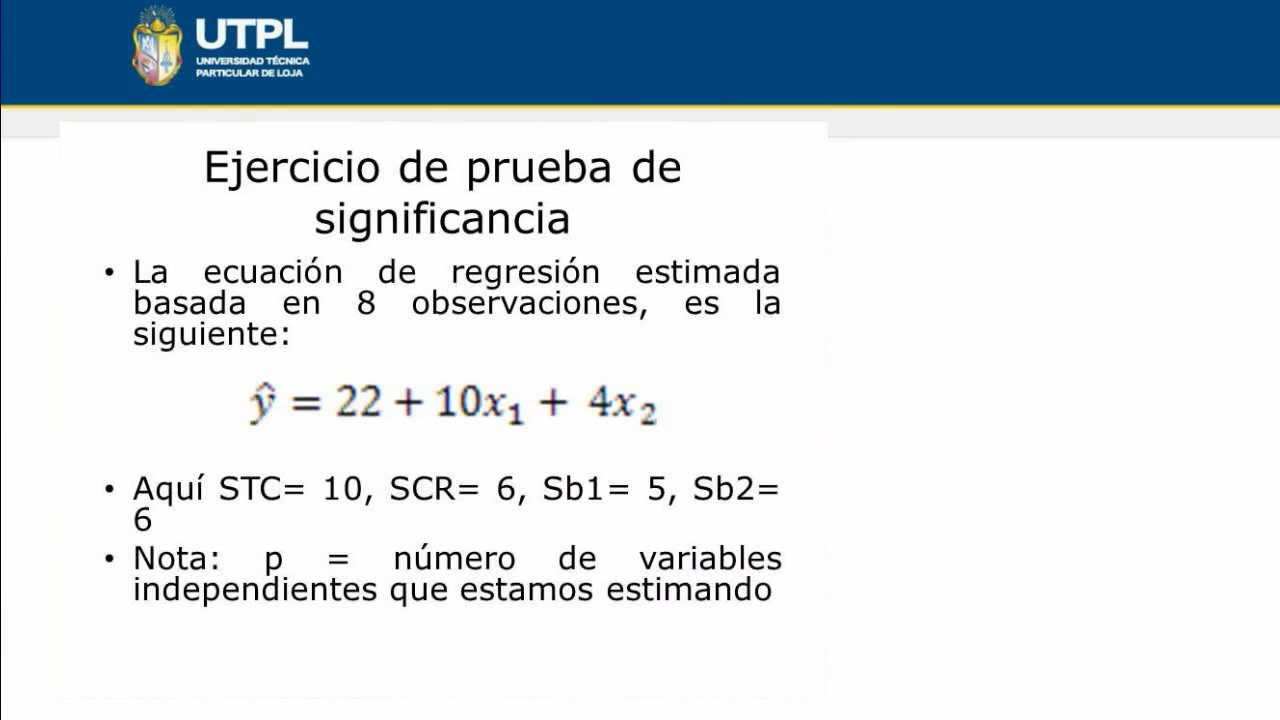 UTPL
UNIVERSIDAD TÉCNICA
PARTICULAR DE LOJA
Ejercicio de prueba de
significancia
• La ecuación de regresión estimada
basada en 8 observaciones, es la
siguiente:
ŷ = 22 + 10x₁ + 4x₂
• Aquí STC= 10, SCR= 6, Sb1= 5, Sb2=
6
• Nota: p = número de variables
independientes que estamos estimando